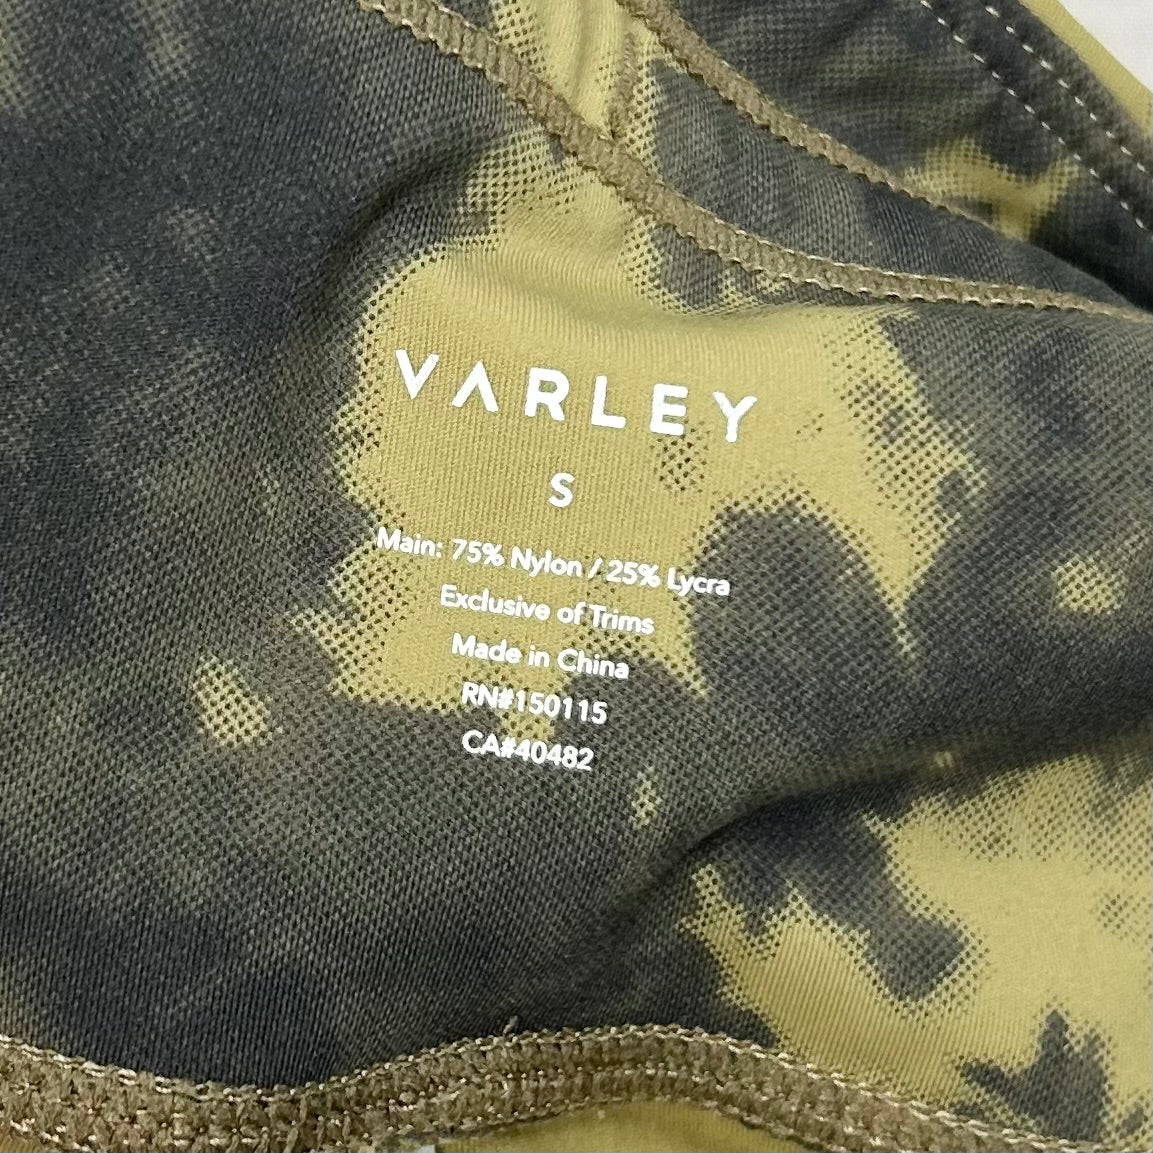 VARLEY
S
Main: 75% Nylon / 25% Lycra
Exclusive of Trims
Made in China
RN#150115
CA#40482